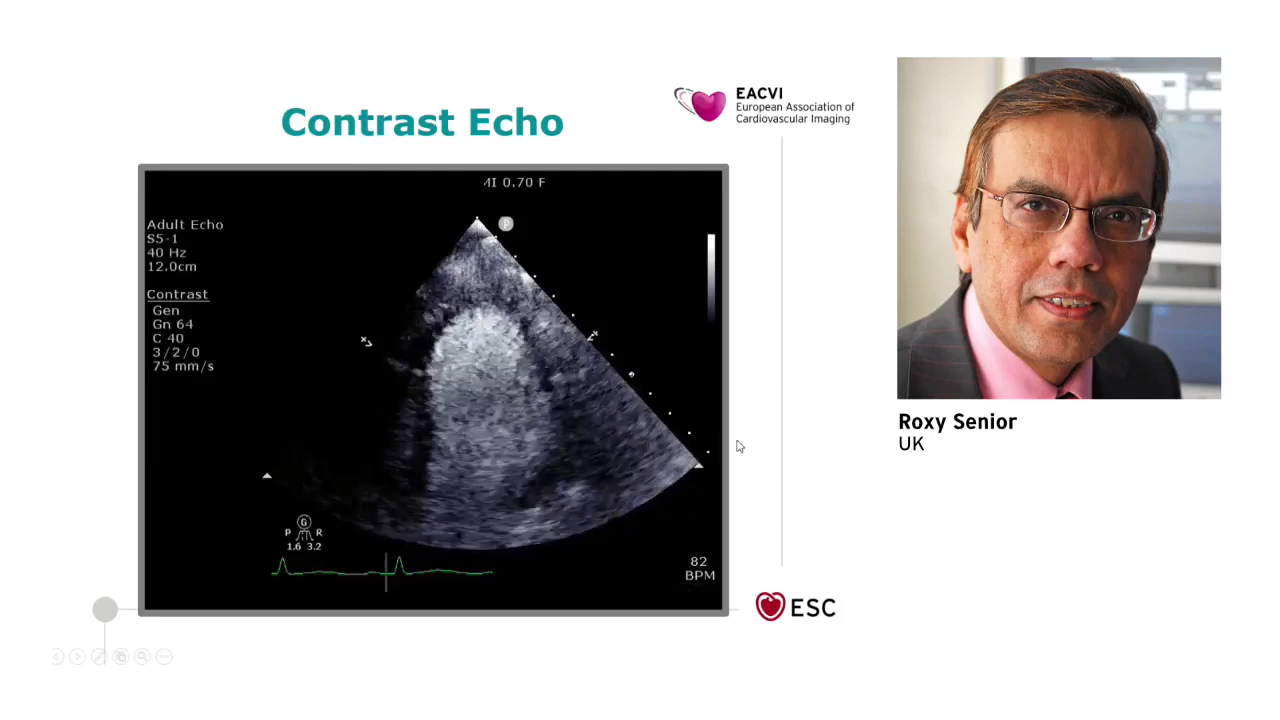 Contrast Echo
EACVI
European Association of
Cardiovascular Imaging
MI 0.70 F
P
Adult Echo
S5-1
40 Hz
12.0cm
Contrast
Gen
Gn 64
C 40
3/2/0
75 mm/s
G
P R
1.6 3.2
82
BPM
Roxy Senior
UK
ESC